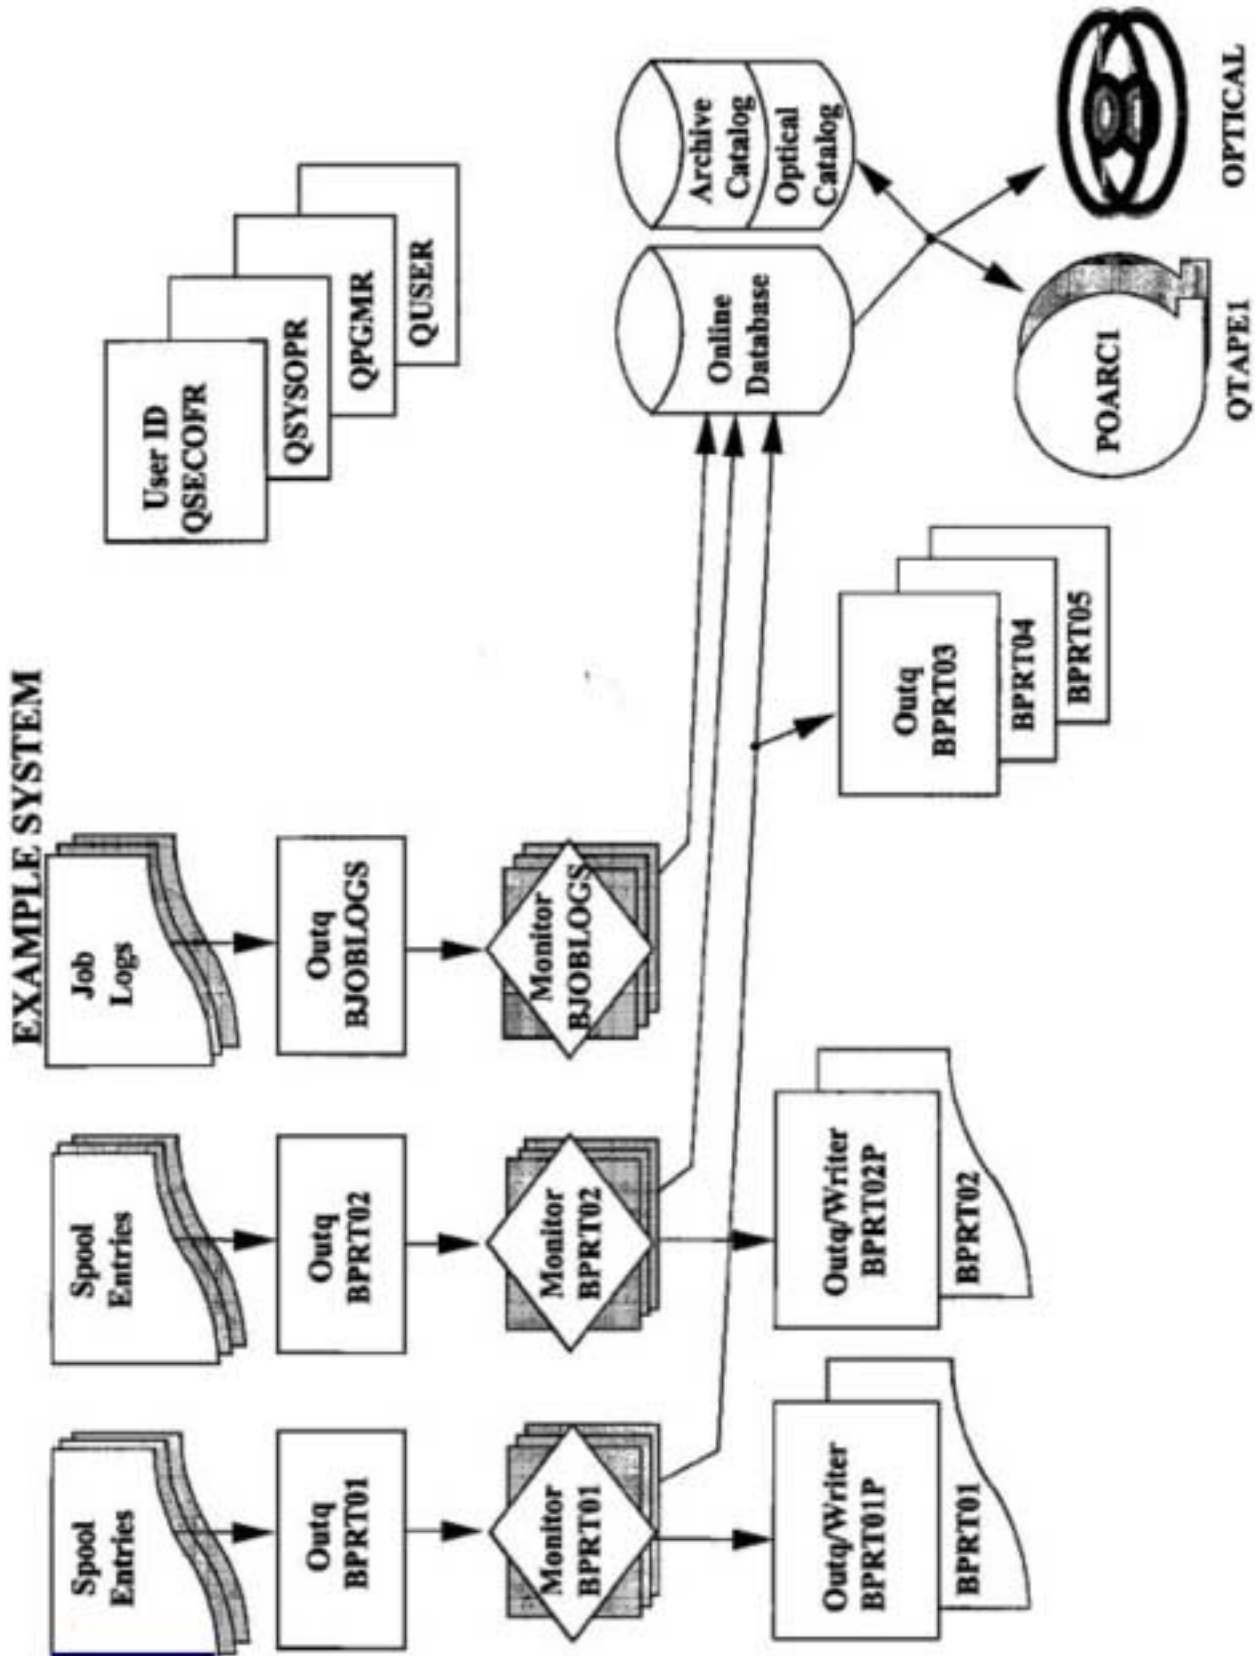 EXAMPLE SYSTEM
Spool
Entries
Spool
Entries
Job
Logs
User ID
QSECOFR
QSYSOPR
QPGMR
QUSER
Outq
BPRT01
Outq
BPRT02
Outq
BJOBLOGS
Monitor
BPRT01
Monitor
BPRT02
Monitor
BJOBLOGS
Online
Database
Archive
Catalog
Optical
Catalog
Outq/Writer
BPRT01P
BPRT01
Outq/Writer
BPRT02P
BPRT02
Outq
BPRT03
BPRT04
BPRT05
POARC1
QTAPE1
OPTICAL